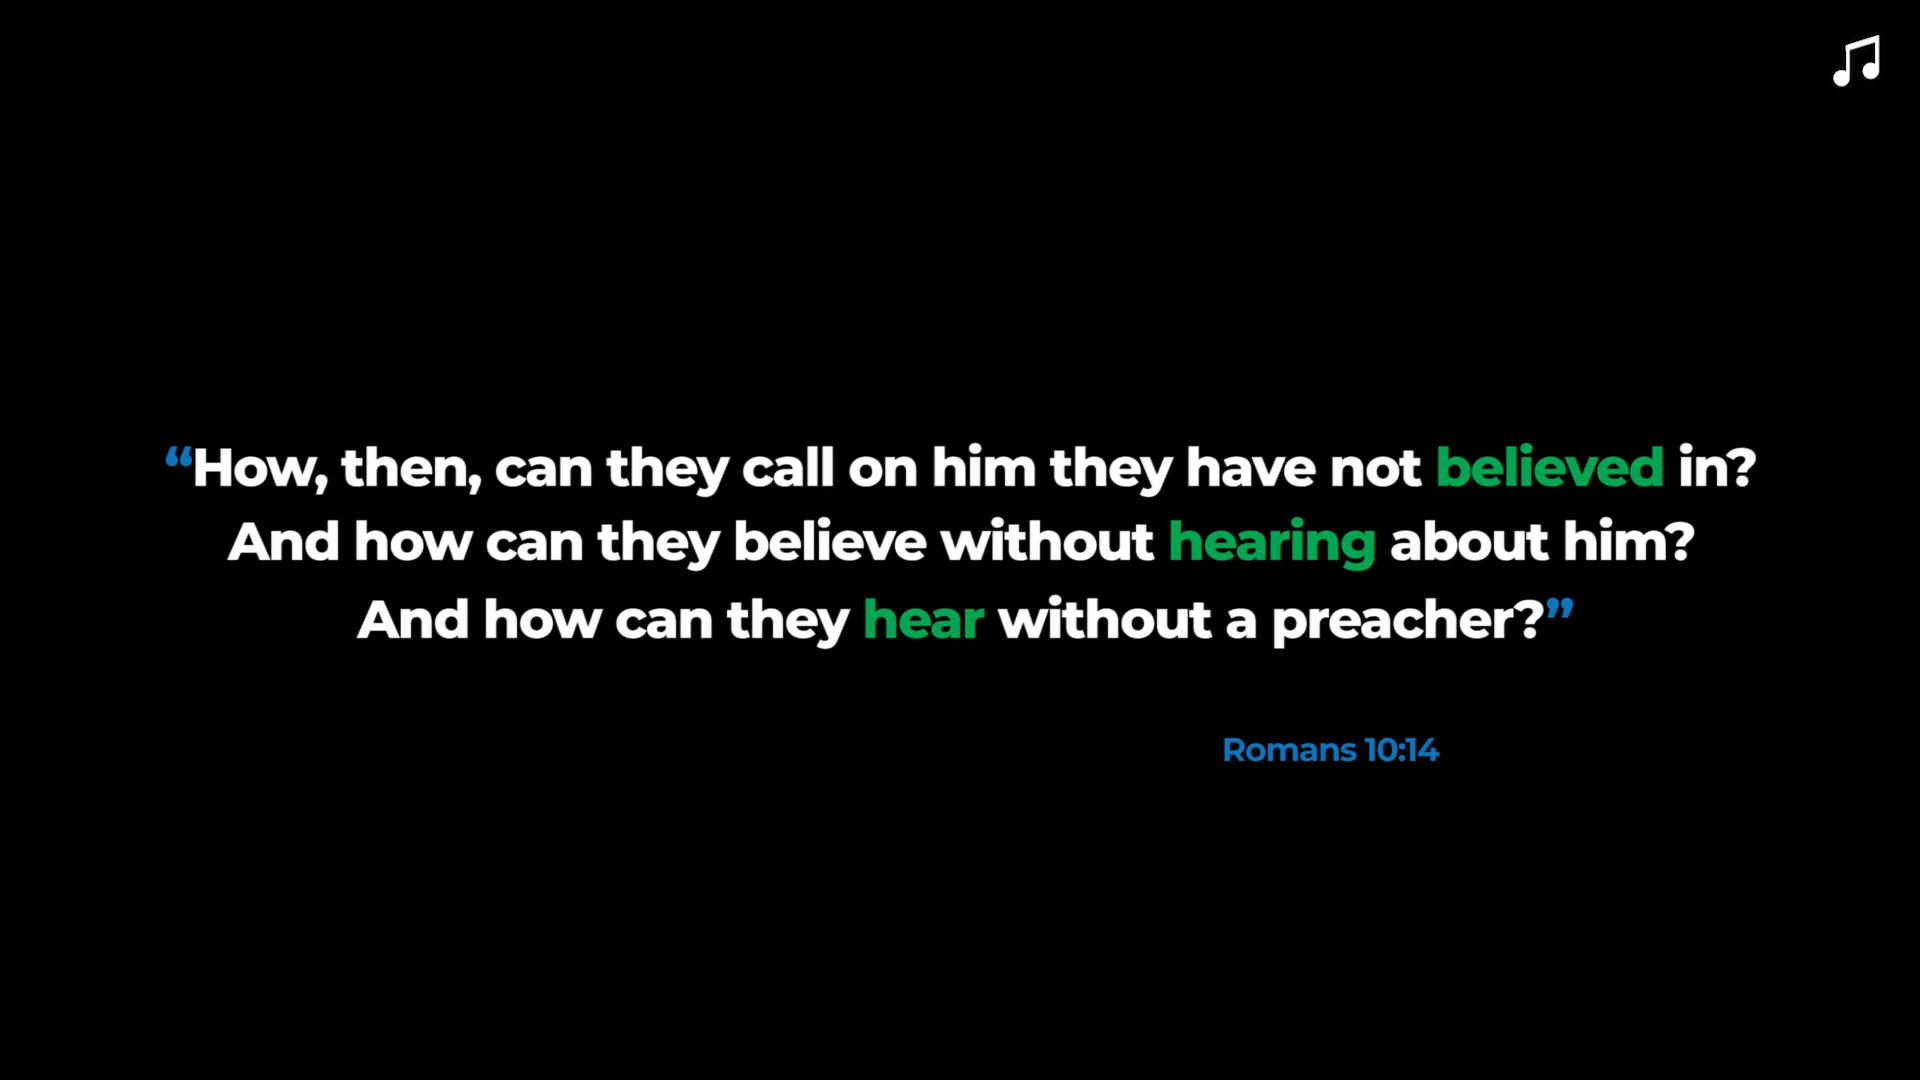 “How, then, can they call on him they have not believed in?
And how can they believe without hearing about him?
And how can they hear without a preacher?”
Romans 10:14